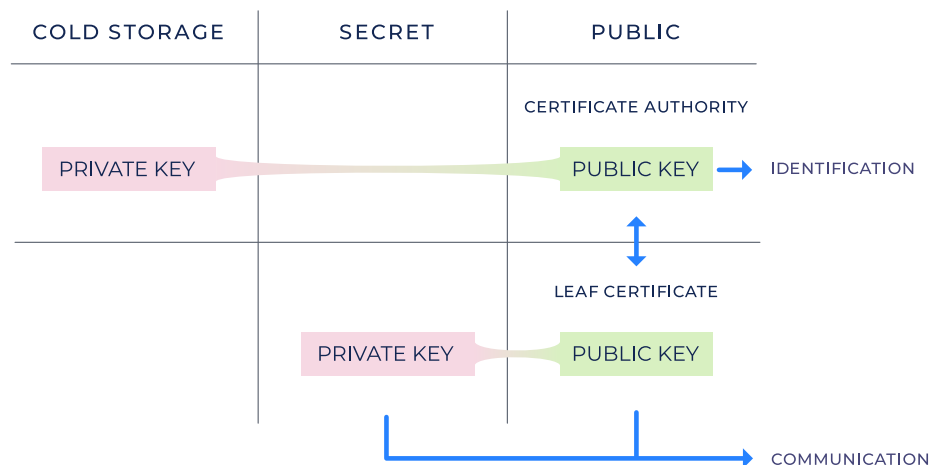 COLD STORAGE
SECRET
PUBLIC
CERTIFICATE AUTHORITY
PRIVATE KEY
PUBLIC KEY
IDENTIFICATION
LEAF CERTIFICATE
PRIVATE KEY
PUBLIC KEY
COMMUNICATION